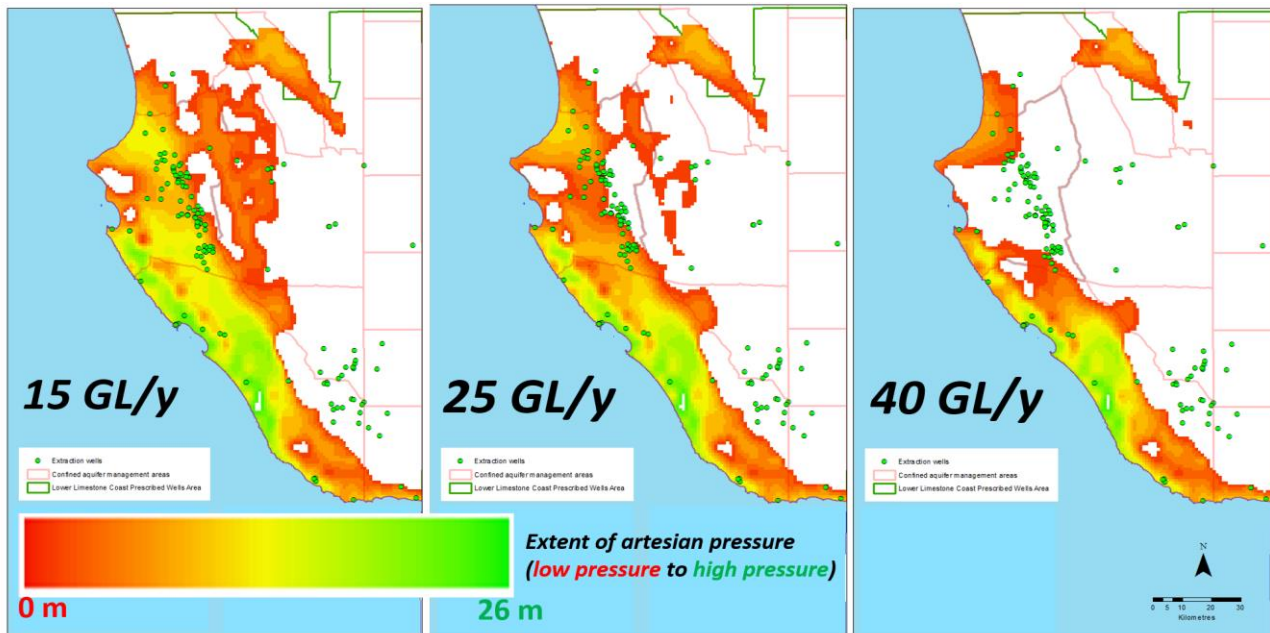 15 GL/y
Extraction wells
Confined aquifer management areas
Lower Limestone Coast Prescribed Wells Area
25 GL/y
Extraction wells
Confined aquifer management areas
Lower Limestone Coast Prescribed Wells Area
40 GL/y
Extraction wells
Confined aquifer management areas
Lower Limestone Coast Prescribed Wells Area
0 m
26 m
Extent of artesian pressure
(low pressure to high pressure)
N
0 5 10 20 30
Kilometres